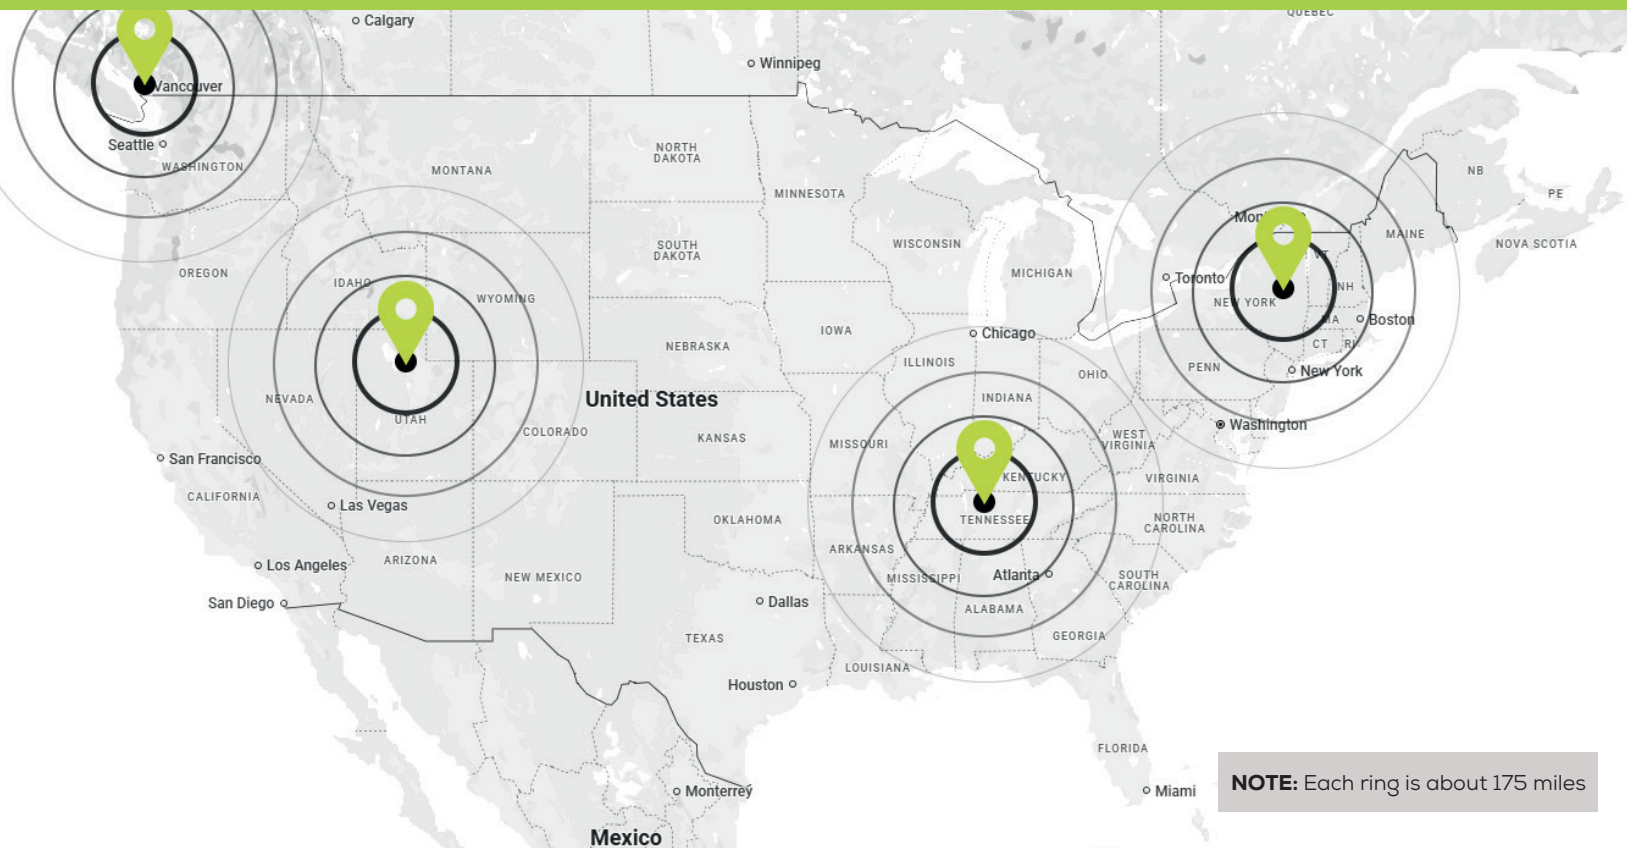 QUEBEC
Calgary
Winnipeg
Vancouver
Seattle
WASHINGTON
MONTANA
NORTH
DAKOTA
MINNESOTA
NB
PE
NOVA SCOTIA
MAINE
VT
SOUTH
DAKOTA
WISCONSIN
MICHIGAN
Toronto
OREGON
IDAHO
WYOMING
NEW YORK
NH
MA
Boston
CT
RI
IOWA
Chicago
NEBRASKA
ILLINOIS
OHIO
PENN
New York
NEVADA
United States
INDIANA
UTAH
COLORADO
KANSAS
MISSOURI
WEST
VIRGINIA
Washington
San Francisco
CALIFORNIA
Las Vegas
KENTUCKY
VIRGINIA
OKLAHOMA
TENNESSEE
NORTH
CAROLINA
ARKANSAS
Los Angeles
ARIZONA
NEW MEXICO
MISSISSIPPI
Atlanta
SOUTH
CAROLINA
San Diego
Dallas
ALABAMA
TEXAS
GEORGIA
LOUISIANA
Houston
FLORIDA
Monterrey
Miami
NOTE: Each ring is about 175 miles
Mexico